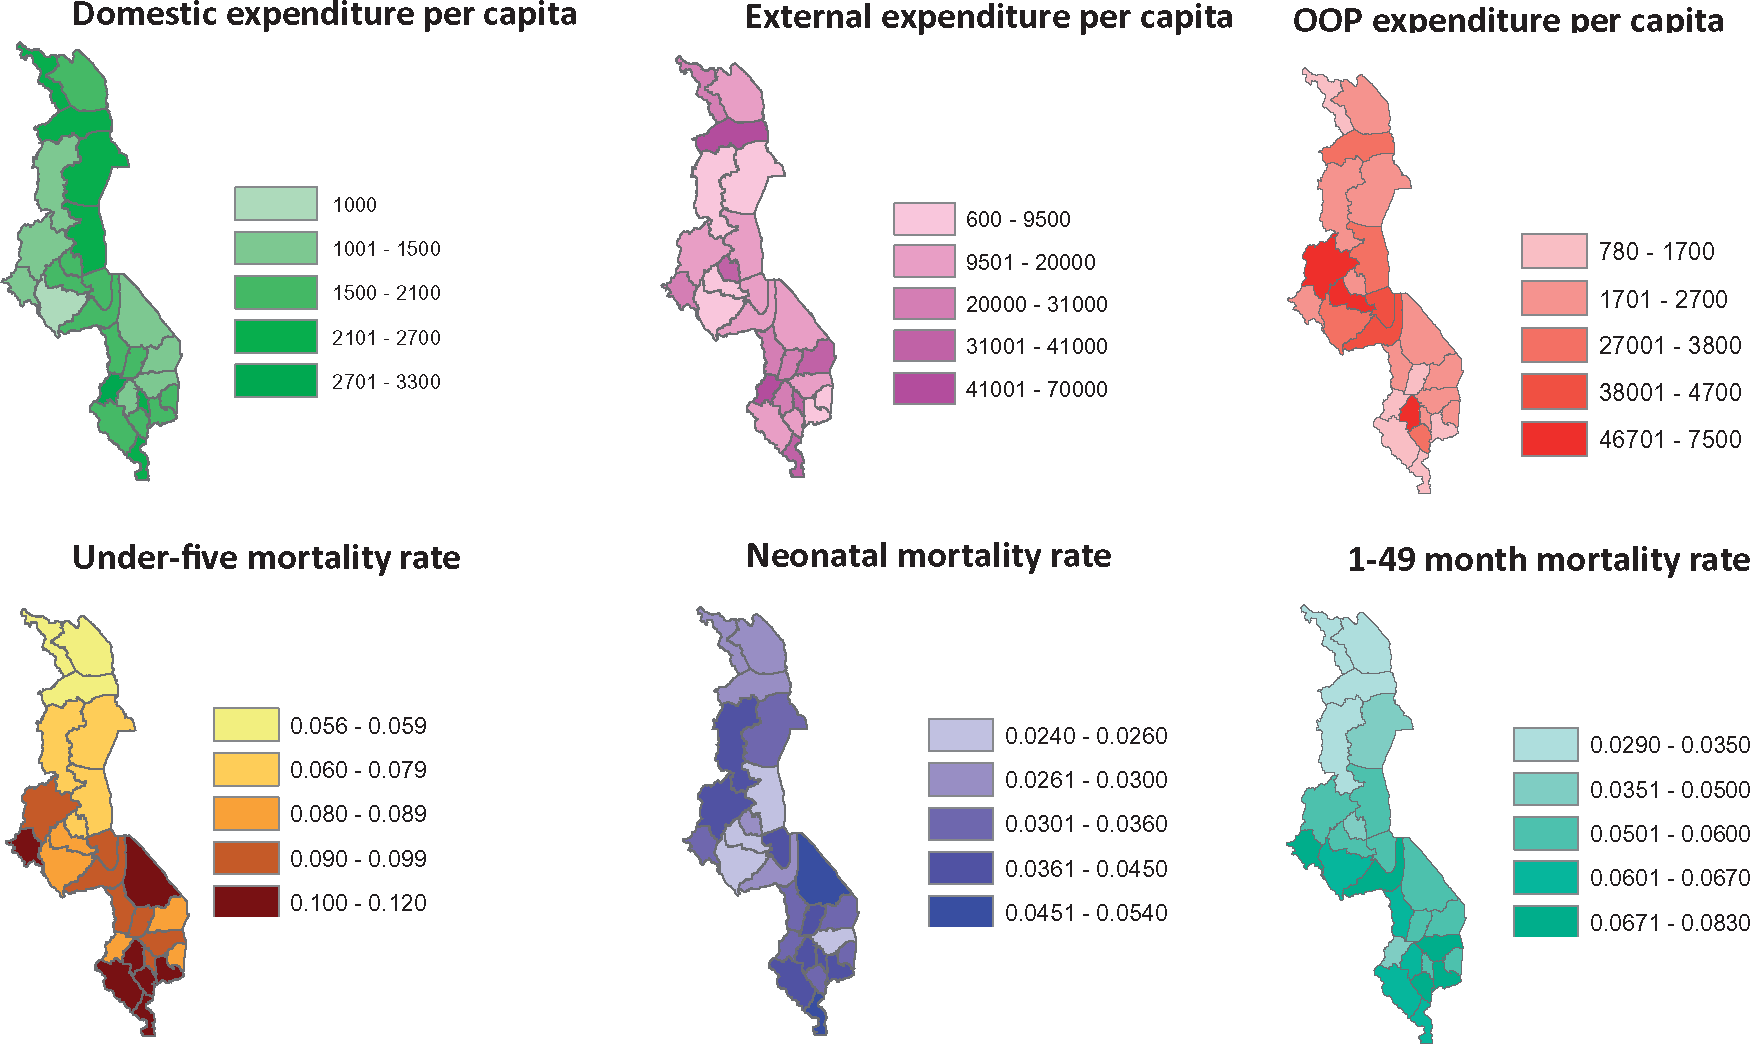 Domestic expenditure per capita
1000
1001 - 1500
1500 - 2100
2101 - 2700
2701 - 3300
External expenditure per capita
600 - 9500
9501 - 20000
20000 - 31000
31001 - 41000
41001 - 70000
OOP expenditure per capita
780 - 1700
1701 - 2700
27001 - 3800
38001 - 4700
46701 - 7500
Under-five mortality rate
0.056 - 0.059
0.060 - 0.079
0.080 - 0.089
0.090 - 0.099
0.100 - 0.120
Neonatal mortality rate
0.0240 - 0.0260
0.0261 - 0.0300
0.0301 - 0.0360
0.0361 - 0.0450
0.0451 - 0.0540
1-49 month mortality rate
0.0290 - 0.0350
0.0351 - 0.0500
0.0501 - 0.0600
0.0601 - 0.0670
0.0671 - 0.0830